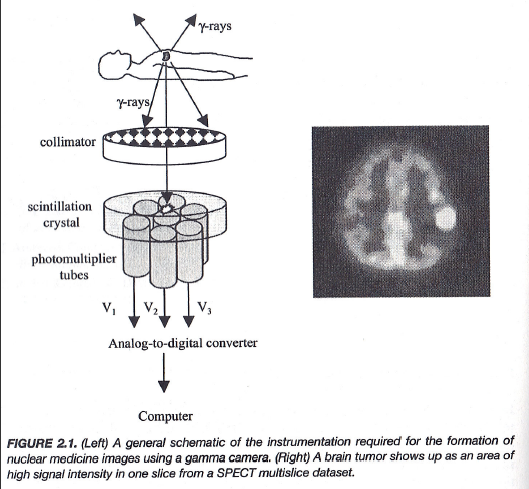 γ-rays
D
γ-rays
collimator
scintillation
crystal
photomultiplier
tubes
V1 V2 V3
Analog-to-digital converter
Computer
FIGURE 2.1. (Left) A general schematic of the instrumentation required for the formation of
nuclear medicine images using a gamma camera. (Right) A brain tumor shows up as an area of
high signal intensity in one slice from a SPECT multislice dataset.